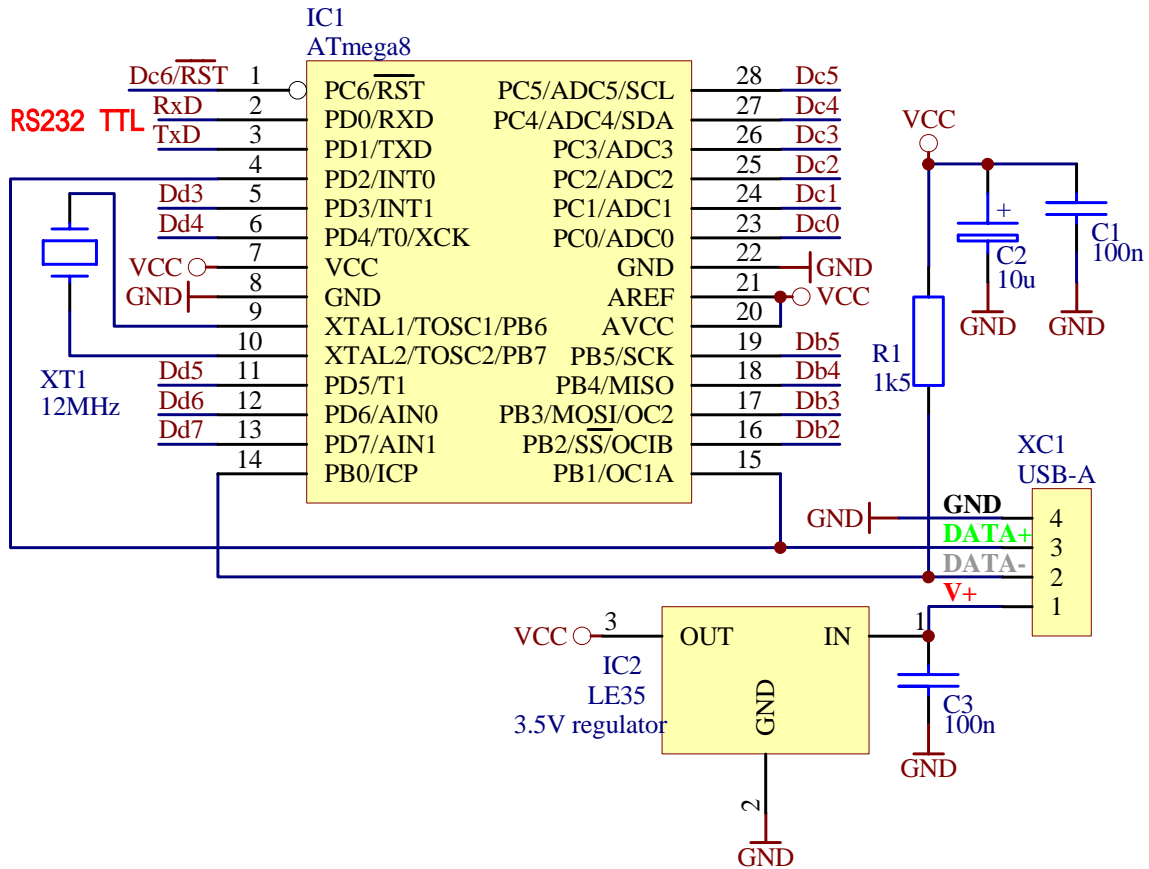 IC1
ATmega8
Dc6/RST 1 PC6/RST PC5/ADC5/SCL 28 Dc5
RS232 TTL
RxD 2 PD0/RXD PC4/ADC4/SDA 27 Dc4
TxD 3 PD1/TXD PC3/ADC3 26 Dc3
4 PD2/INT0 PC2/ADC2 25 Dc2
Dd3 5 PD3/INT1 PC1/ADC1 24 Dc1
Dd4 6 PD4/T0/XCK PC0/ADC0 23 Dc0
VCC 7 VCC GND 22 GND
GND 8 GND AREF 21 VCC
9 XTAL1/TOSC1/PB6 AVCC 20
10 XTAL2/TOSC2/PB7 PB5/SCK 19 Db5
Dd5 11 PD5/T1 PB4/MISO 18 Db4
Dd6 12 PD6/AIN0 PB3/MOSI/OC2 17 Db3
Dd7 13 PD7/AIN1 PB2/SS/OCIB 16 Db2
14 PB0/ICP PB1/OC1A 15
XT1
12MHz
VCC
+
C2
10u
GND
C1
100n
GND
R1
1k5
XC1
USB-A
GND GND 4
DATA+ 3
DATA- 2
V+ 1
VCC 3 OUT IN 1
GND
2
GND
IC2
LE35
3.5V regulator
C3
100n
GND